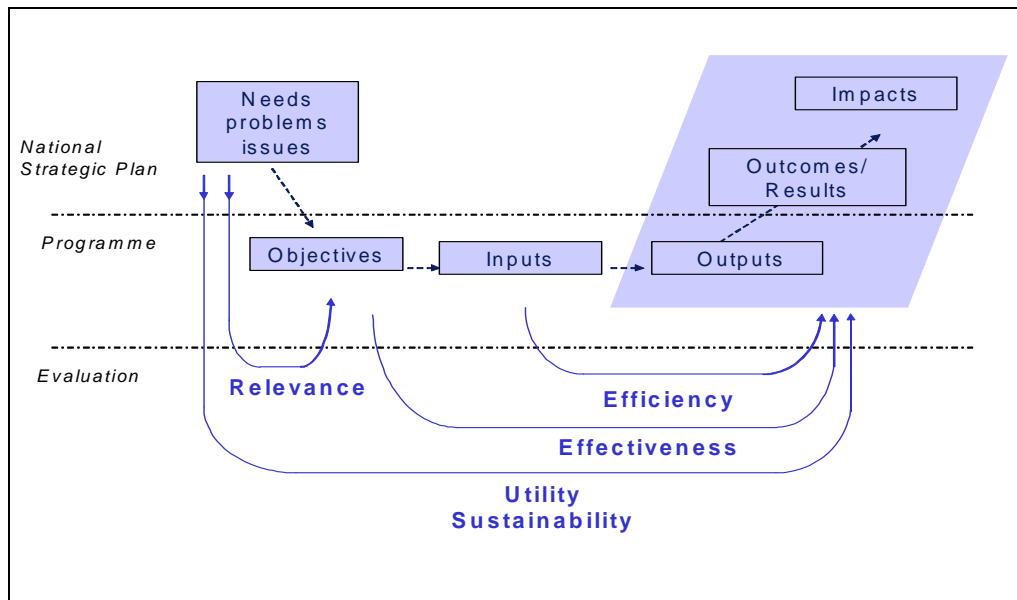 Needs
problems
issues
Impacts
National
Strategic Plan
Outcomes/
Results
Programme
Objectives
Inputs
Outputs
Evaluation
Relevance
Efficiency
Effectiveness
Utility
Sustainability